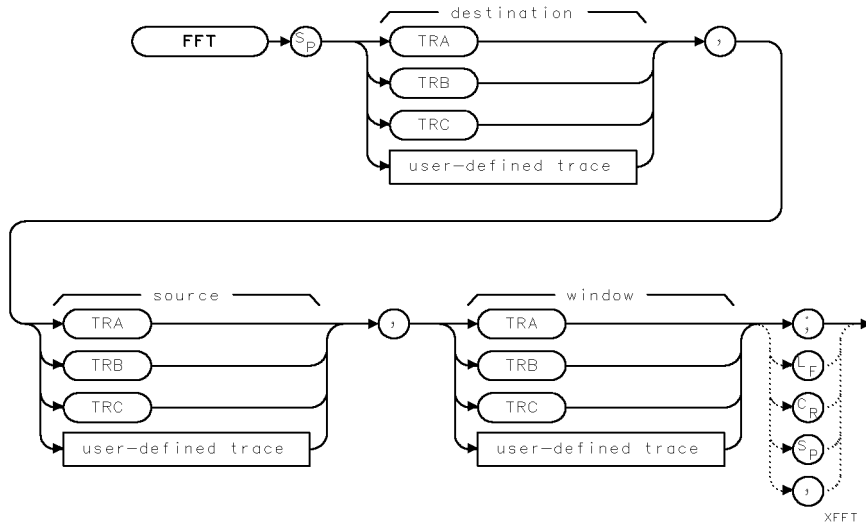 destination
FFT SP TRA ,
TRB
TRC
user-defined trace
source window
TRA , TRA ;
TRB TRB LF
TRC TRC CR
user-defined trace user-defined trace SP
,
XFFT